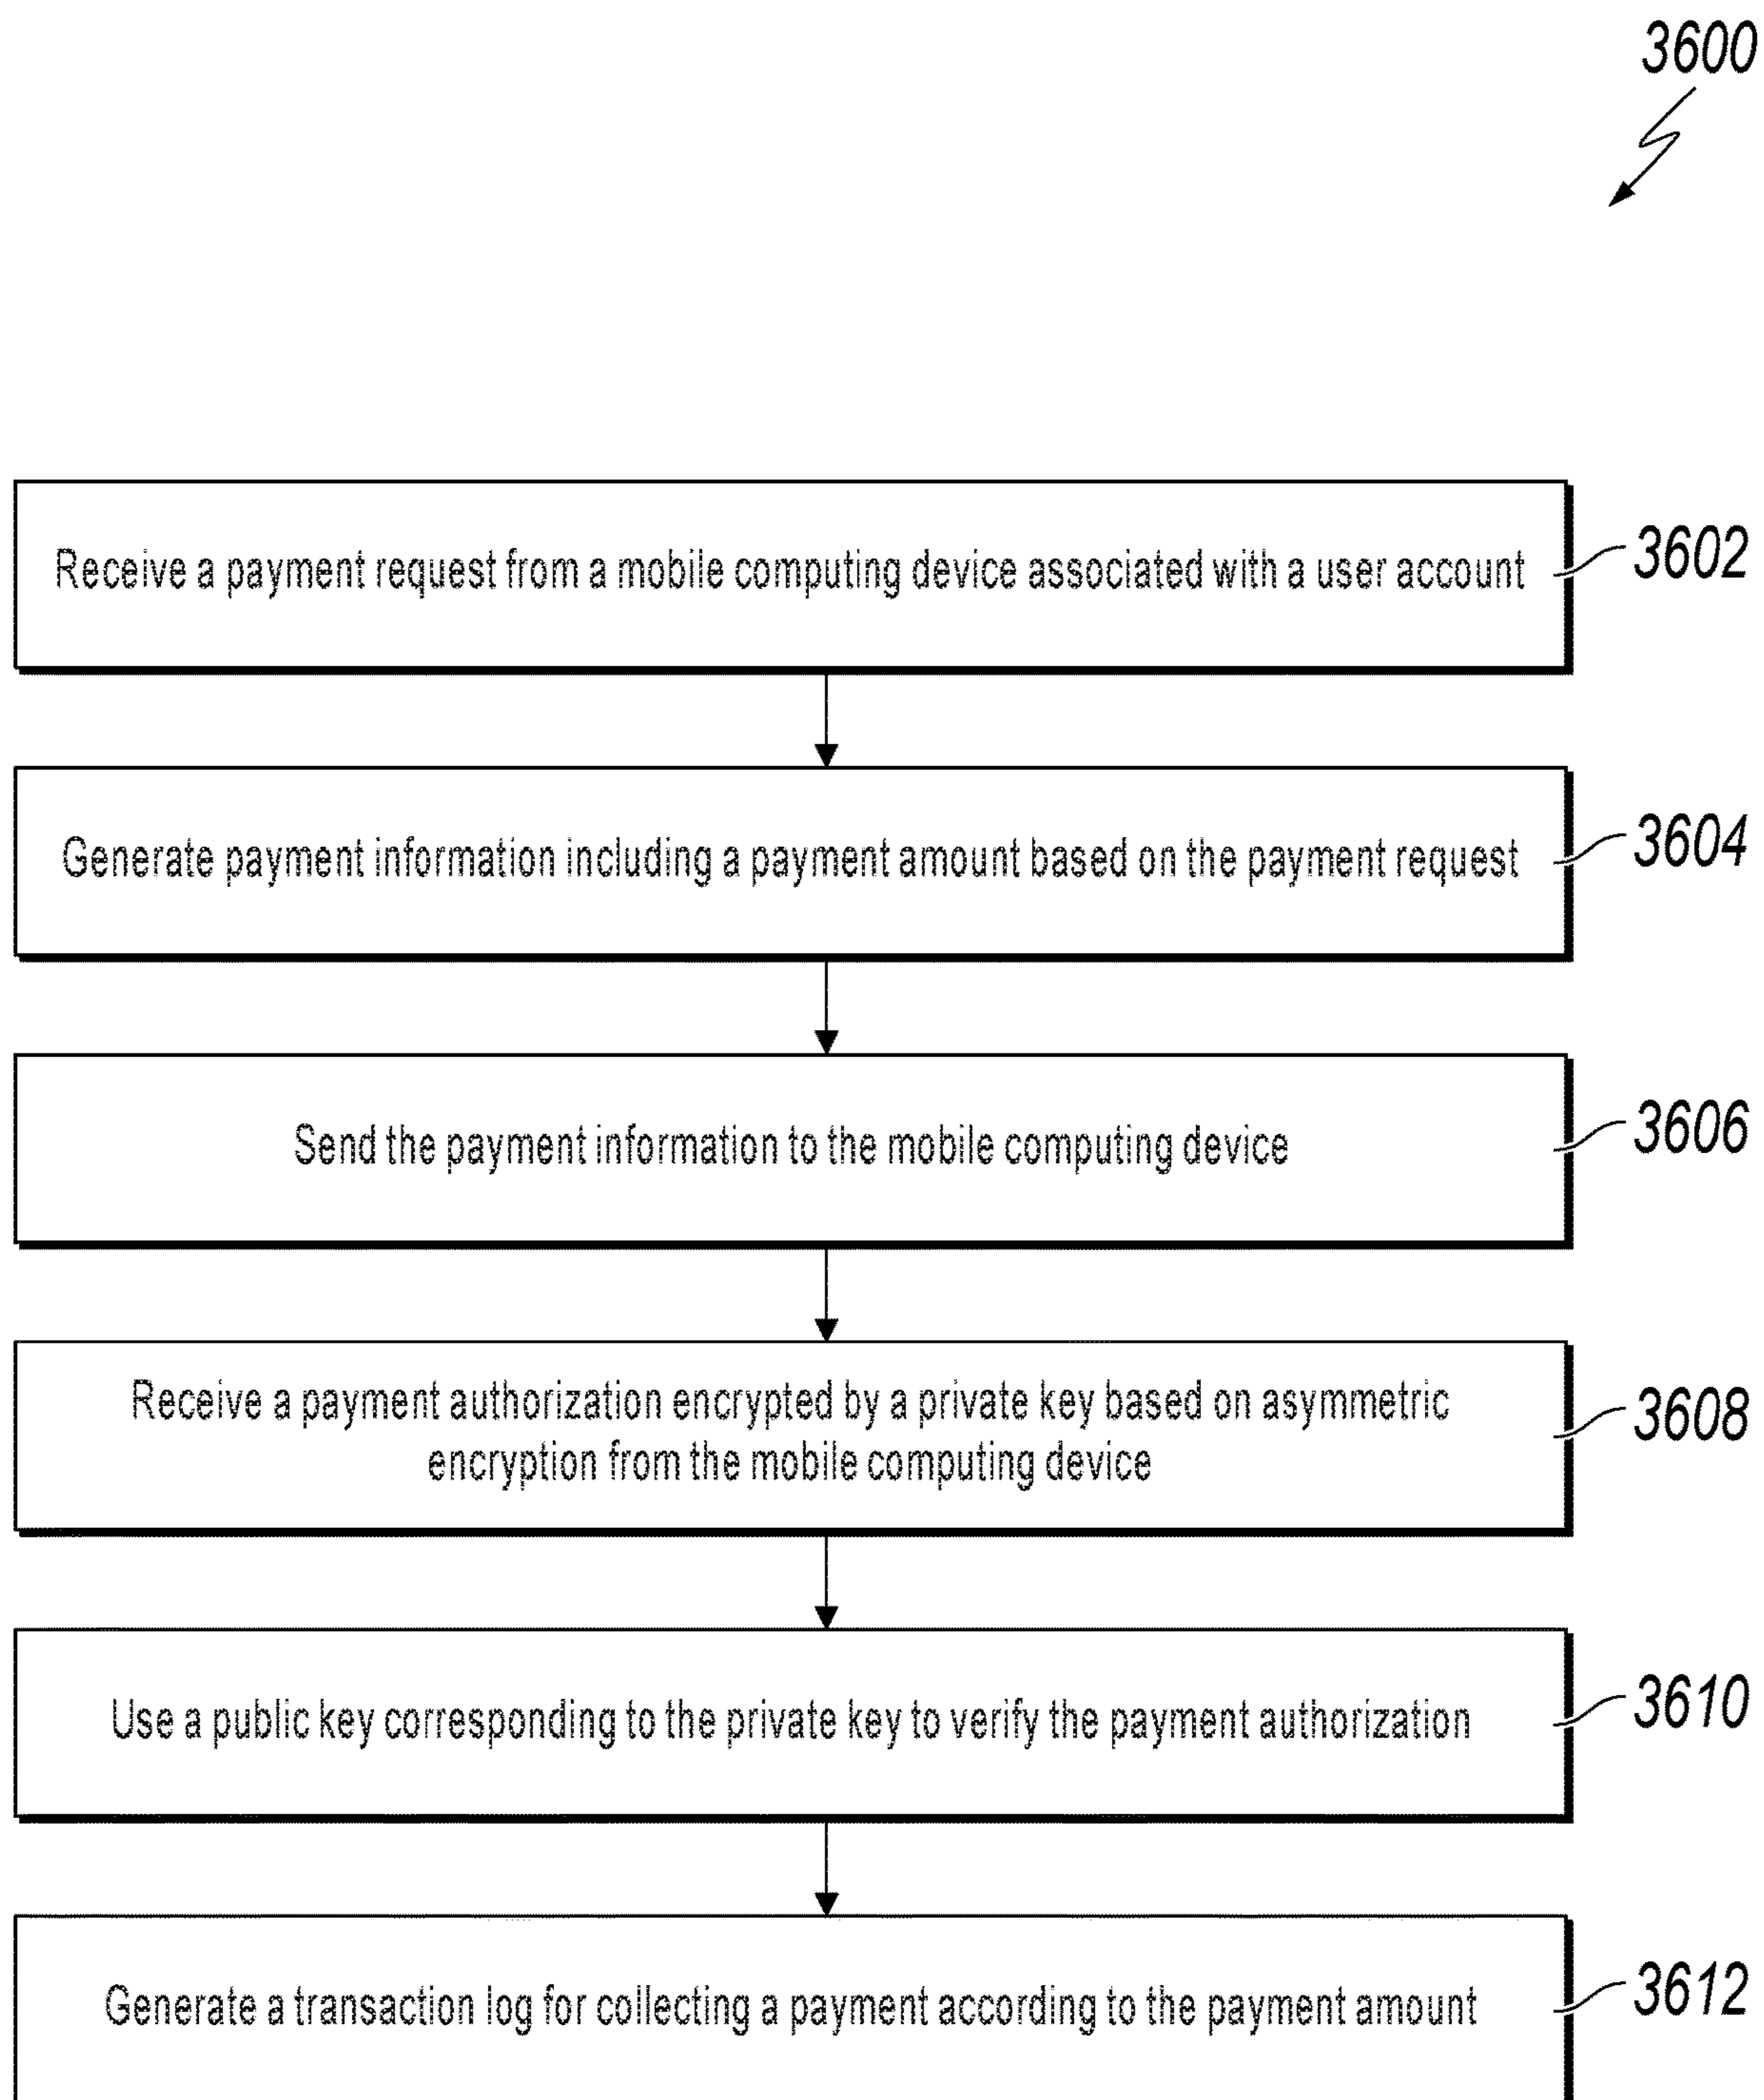 3600
Receive a payment request from a mobile computing device associated with a user account
3602
Generate payment information including a payment amount based on the payment request
3604
Send the payment information to the mobile computing device
3606
Receive a payment authorization encrypted by a private key based on asymmetric
encryption from the mobile computing device
3608
Use a public key corresponding to the private key to verify the payment authorization
3610
Generate a transaction log for collecting a payment according to the payment amount
3612